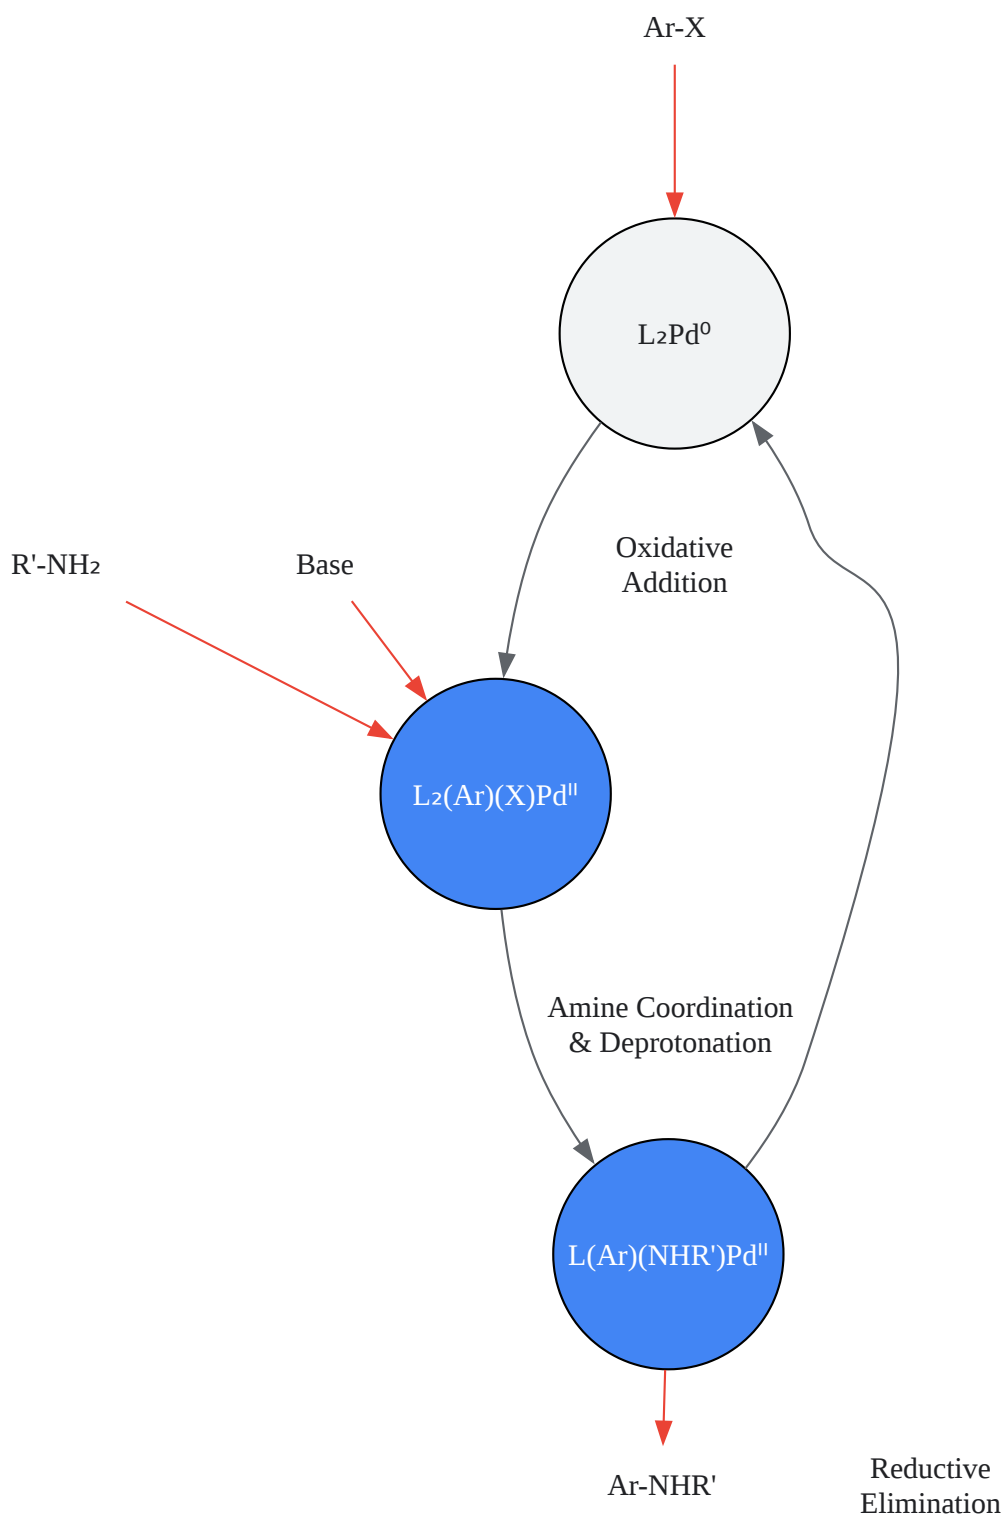 Ar-X
L₂Pd⁰
Oxidative
Addition
R'-NH₂
Base
L₂(Ar)(X)Pdᴵᴵ
Amine Coordination
& Deprotonation
L(Ar)(NHR')Pdᴵᴵ
Ar-NHR'
Reductive
Elimination